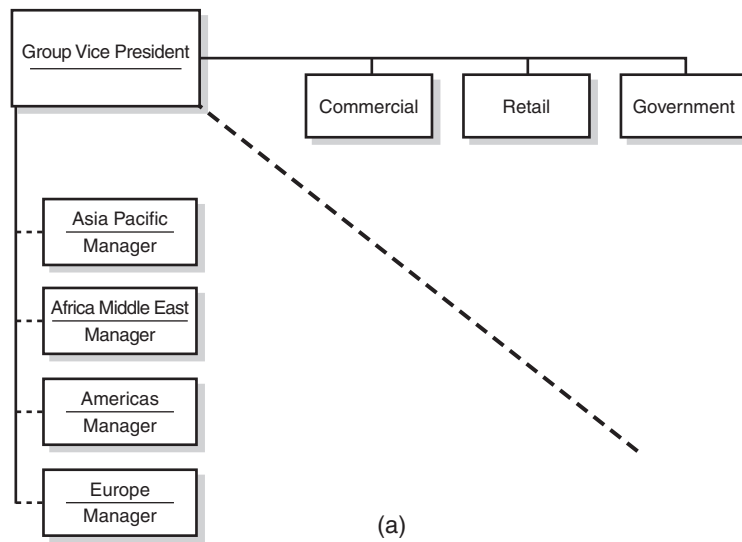 Group Vice President
Commercial
Retail
Government
Asia Pacific
Manager
Africa Middle East
Manager
Americas
Manager
Europe
Manager
(a)